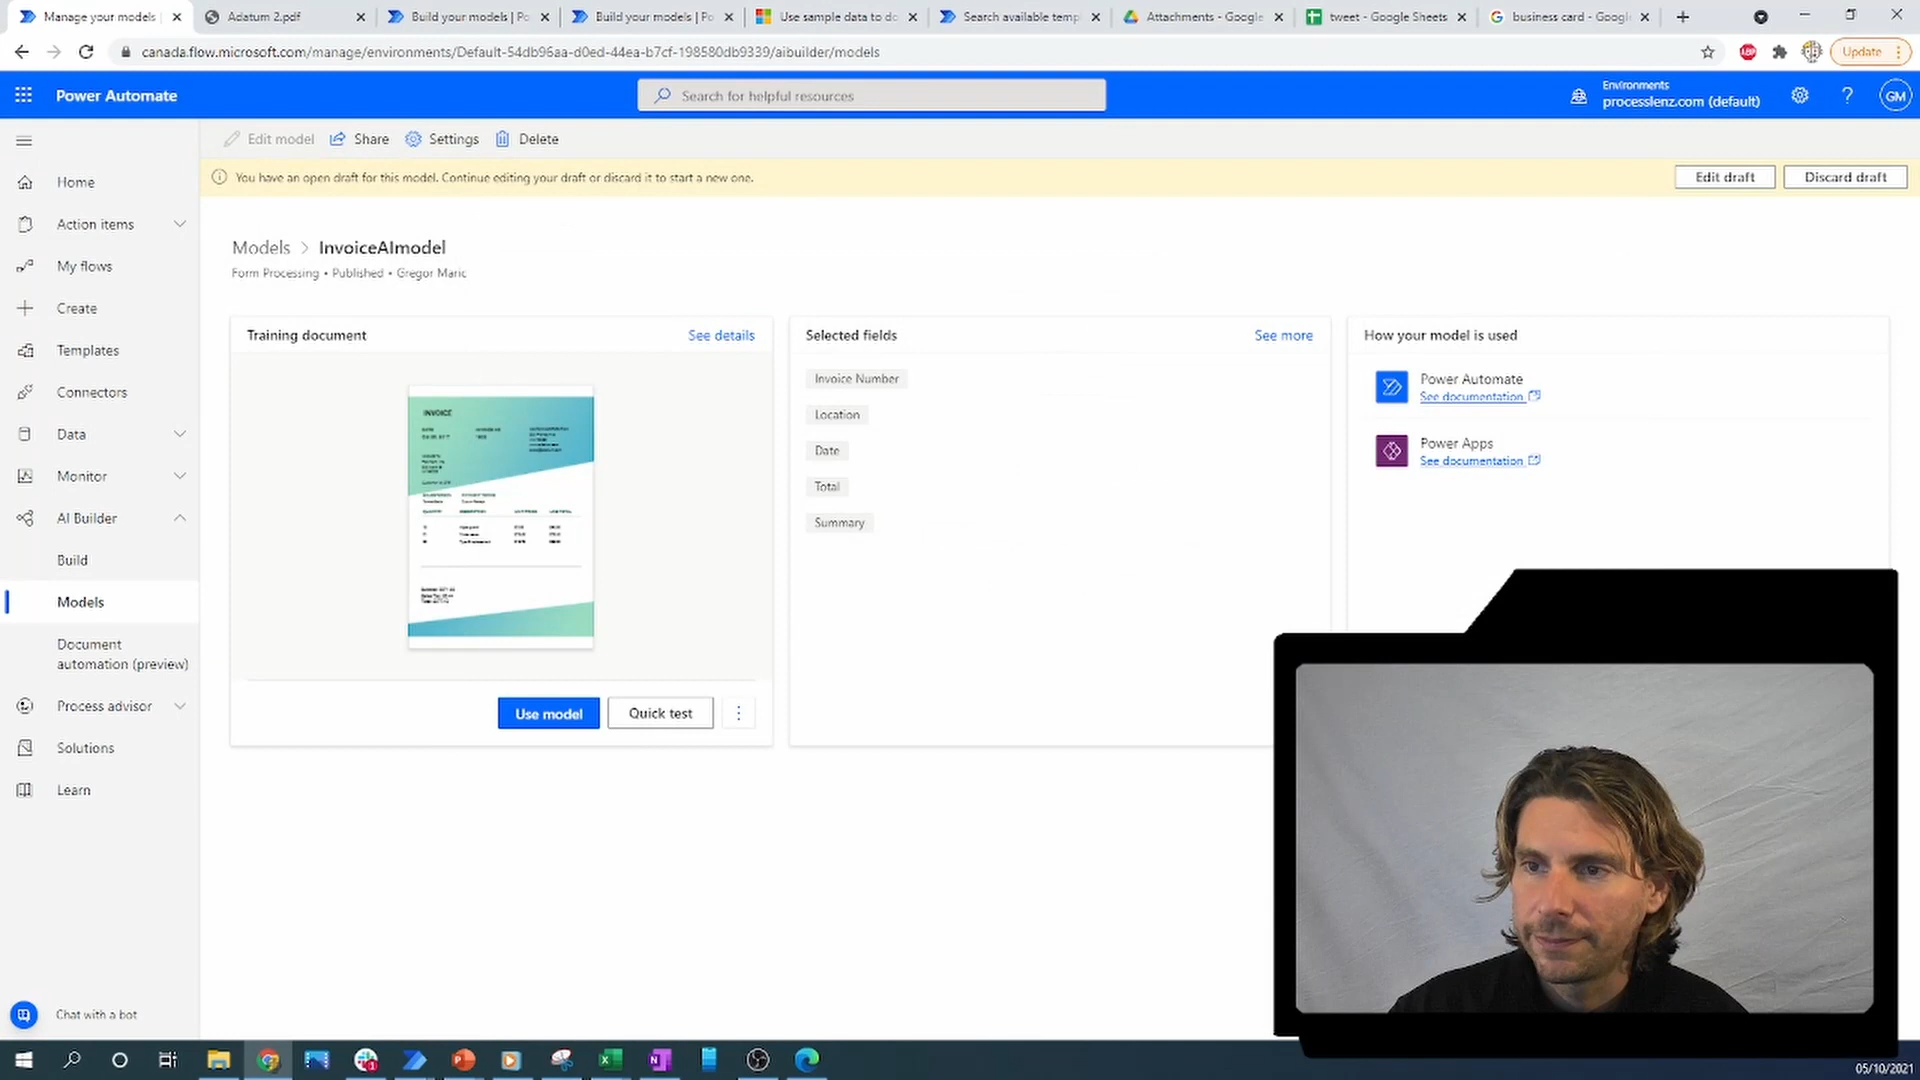 Manage your models |
Adatum 2.pdf
Build your models | Po
Build your models | Po
Use sample data to do
Search available temp
Attachments - Google
tweet - Google Sheets
business card - Google
canada.flow.microsoft.com/manage/environments/Default-54db96aa-d0ed-44ea-b7cf-198580db9339/aibuilder/models
Update
Power Automate
Search for helpful resources
Environments
processlenz.com (default)
GM
Edit model
Share
Settings
Delete
You have an open draft for this model. Continue editing your draft or discard it to start a new one.
Edit draft
Discard draft
Home
Action items
My flows
Create
Templates
Connectors
Data
Monitor
AI Builder
Build
Models
Document
automation (preview)
Process advisor
Solutions
Learn
Chat with a bot
Models > InvoiceAImodel
Form Processing • Published • Gregor Maric
Training document
See details
INVOICE
Use model
Quick test
Selected fields
See more
Invoice Number
Location
Date
Total
Summary
How your model is used
Power Automate
See documentation
Power Apps
See documentation
05/10/2021